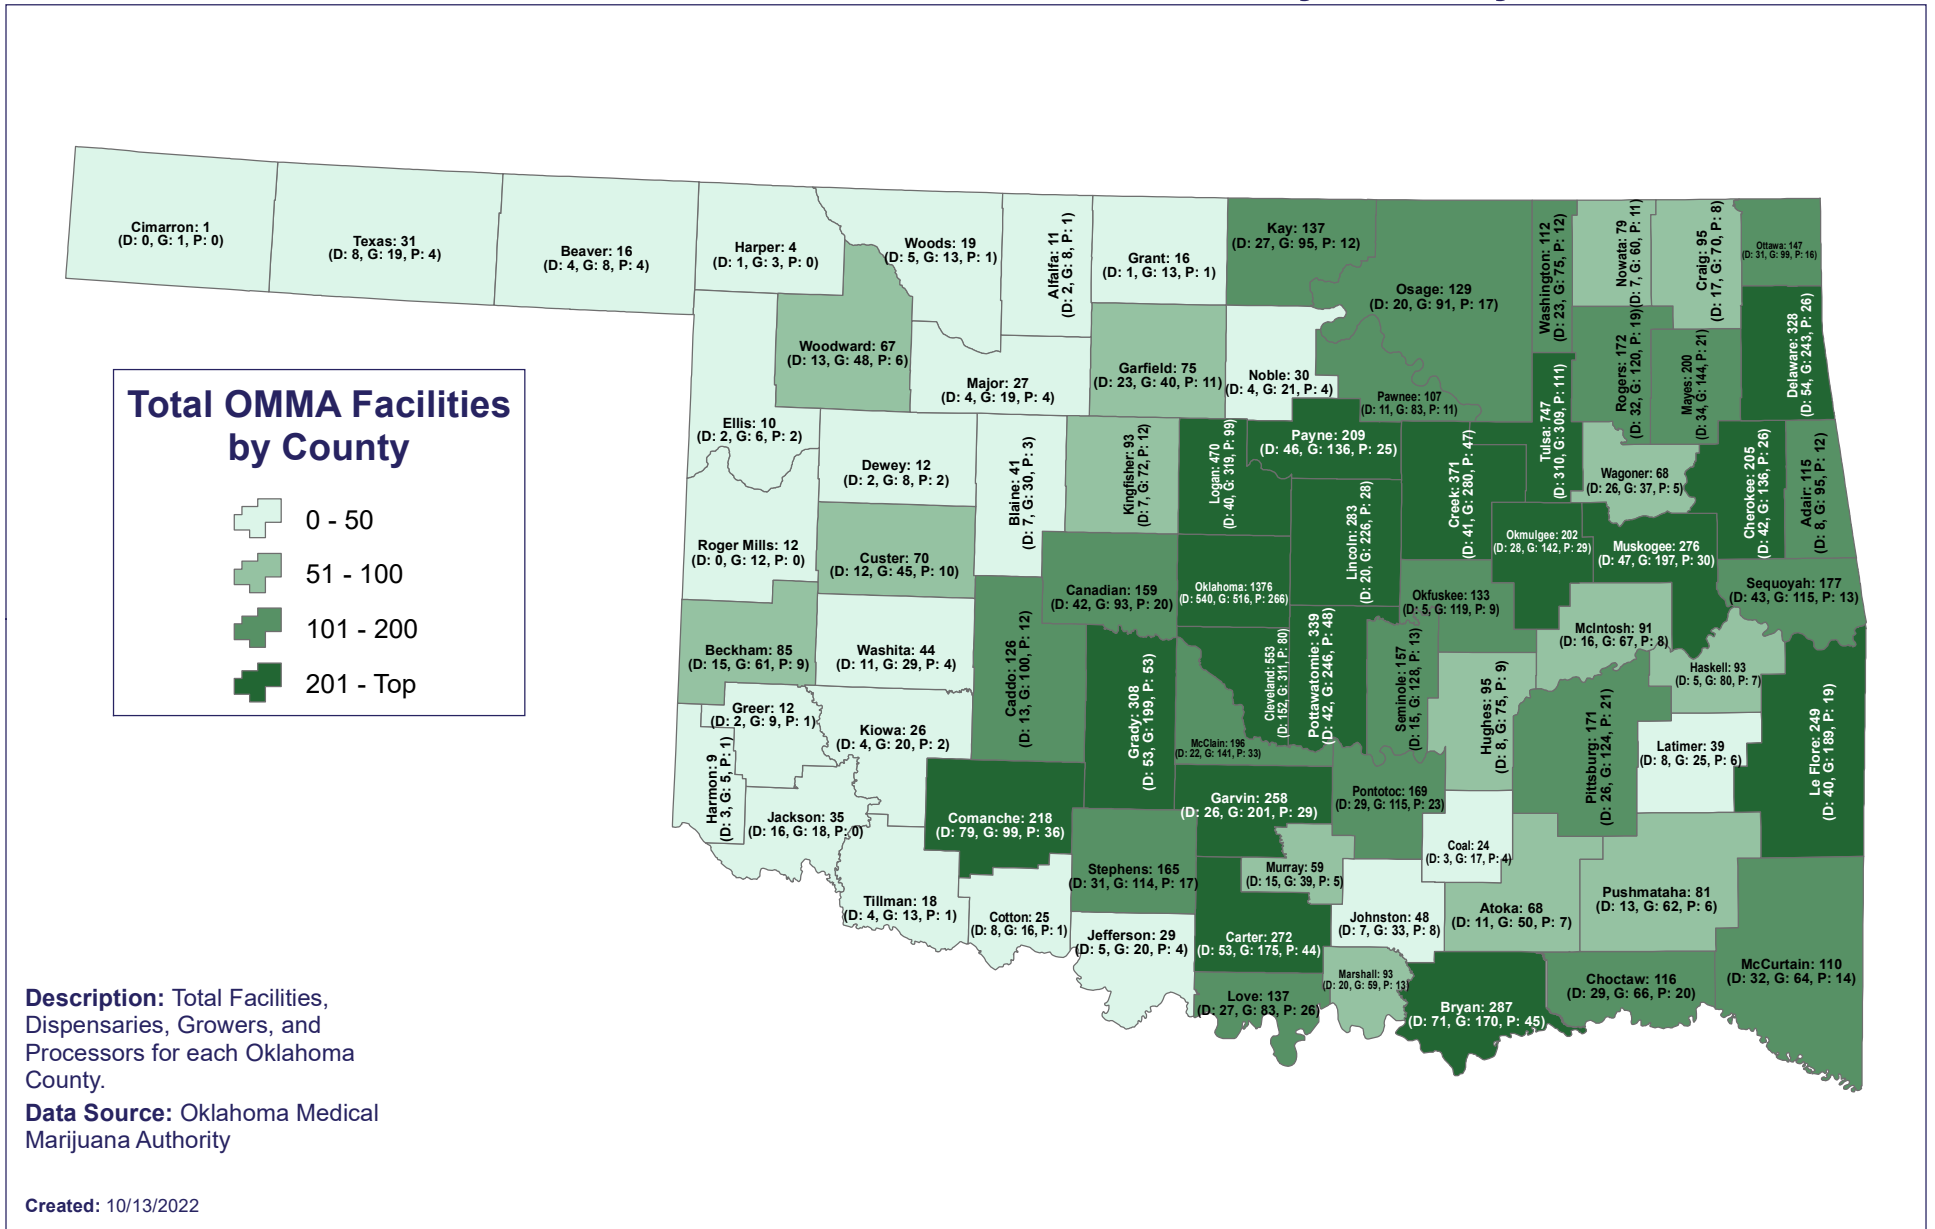 Cimarron: 1
(D: 0, G: 1, P: 0)
Texas: 31
(D: 8, G: 19, P: 4)
Beaver: 16
(D: 4, G: 8, P: 4)
Harper: 4
(D: 1, G: 3, P: 0)
Woods: 19
(D: 5, G: 13, P: 1)
Alfalfa: 11
(D: 2, G: 8, P: 1)
Grant: 16
(D: 1, G: 13, P: 1)
Kay: 137
(D: 27, G: 95, P: 12)
Osage: 129
(D: 20, G: 91, P: 17)
Washington: 112
(D: 23, G: 75, P: 12)
Nowata: 79
(D: 7, G: 60, P: 11)
Craig: 95
(D: 17, G: 70, P: 8)
Ottawa: 147
(D: 31, G: 99, P: 16)
Woodward: 67
(D: 13, G: 48, P: 6)
Major: 27
(D: 4, G: 19, P: 4)
Garfield: 75
(D: 23, G: 40, P: 11)
Noble: 30
(D: 4, G: 21, P: 4)
Pawnee: 107
(D: 11, G: 83, P: 11)
Tulsa: 747
(D: 310, G: 309, P: 111)
Rogers: 172
(D: 32, G: 120, P: 19)
Mayes: 200
(D: 34, G: 144, P: 21)
Delaware: 328
(D: 54, G: 243, P: 26)
Total OMMA Facilities
by County
0 - 50
51 - 100
101 - 200
201 - Top
Ellis: 10
(D: 2, G: 6, P: 2)
Dewey: 12
(D: 2, G: 8, P: 2)
Blaine: 41
(D: 7, G: 30, P: 3)
Kingfisher: 93
(D: 7, G: 72, P: 12)
Logan: 470
(D: 40, G: 319, P: 99)
Payne: 209
(D: 46, G: 136, P: 25)
Lincoln: 283
(D: 20, G: 226, P: 28)
Creek: 371
(D: 41, G: 280, P: 47)
Wagoner: 68
(D: 26, G: 37, P: 5)
Cherokee: 205
(D: 42, G: 136, P: 26)
Adair: 115
(D: 8, G: 95, P: 12)
Roger Mills: 12
(D: 0, G: 12, P: 0)
Custer: 70
(D: 12, G: 45, P: 10)
Canadian: 159
(D: 42, G: 93, P: 20)
Oklahoma: 1376
(D: 540, G: 516, P: 266)
Okmulgee: 202
(D: 28, G: 142, P: 29)
Muskogee: 276
(D: 47, G: 197, P: 30)
Okfuskee: 133
(D: 5, G: 119, P: 9)
Sequoyah: 177
(D: 43, G: 115, P: 13)
Beckham: 85
(D: 15, G: 61, P: 9)
Washita: 44
(D: 11, G: 29, P: 4)
Caddo: 126
(D: 13, G: 100, P: 12)
Grady: 308
(D: 53, G: 199, P: 53)
Cleveland: 553
(D: 152, G: 311, P: 80)
Pottawatomie: 339
(D: 42, G: 246, P: 48)
Seminole: 157
(D: 15, G: 128, P: 13)
Hughes: 95
(D: 8, G: 75, P: 9)
McIntosh: 91
(D: 16, G: 67, P: 8)
Haskell: 93
(D: 5, G: 80, P: 7)
Greer: 12
(D: 2, G: 9, P: 1)
Kiowa: 26
(D: 4, G: 20, P: 2)
McClain: 196
(D: 22, G: 141, P: 33)
Pittsburg: 171
(D: 26, G: 124, P: 21)
Latimer: 39
(D: 8, G: 25, P: 6)
Le Flore: 249
(D: 40, G: 189, P: 19)
Harmon: 9
(D: 3, G: 5, P: 1)
Jackson: 35
(D: 16, G: 18, P: 0)
Comanche: 218
(D: 79, G: 99, P: 36)
Garvin: 258
(D: 26, G: 201, P: 29)
Pontotoc: 169
(D: 29, G: 115, P: 23)
Coal: 24
(D: 3, G: 17, P: 4)
Stephens: 165
(D: 31, G: 114, P: 17)
Murray: 59
(D: 15, G: 39, P: 5)
Tillman: 18
(D: 4, G: 13, P: 1)
Cotton: 25
(D: 8, G: 16, P: 1)
Jefferson: 29
(D: 5, G: 20, P: 4)
Carter: 272
(D: 53, G: 175, P: 44)
Johnston: 48
(D: 7, G: 33, P: 8)
Atoka: 68
(D: 11, G: 50, P: 7)
Pushmataha: 81
(D: 13, G: 62, P: 6)
Love: 137
(D: 27, G: 83, P: 26)
Marshall: 93
(D: 20, G: 59, P: 13)
Bryan: 287
(D: 71, G: 170, P: 45)
Choctaw: 116
(D: 29, G: 66, P: 20)
McCurtain: 110
(D: 32, G: 64, P: 14)
Description: Total Facilities,
Dispensaries, Growers, and
Processors for each Oklahoma
County.
Data Source: Oklahoma Medical
Marijuana Authority
Created: 10/13/2022